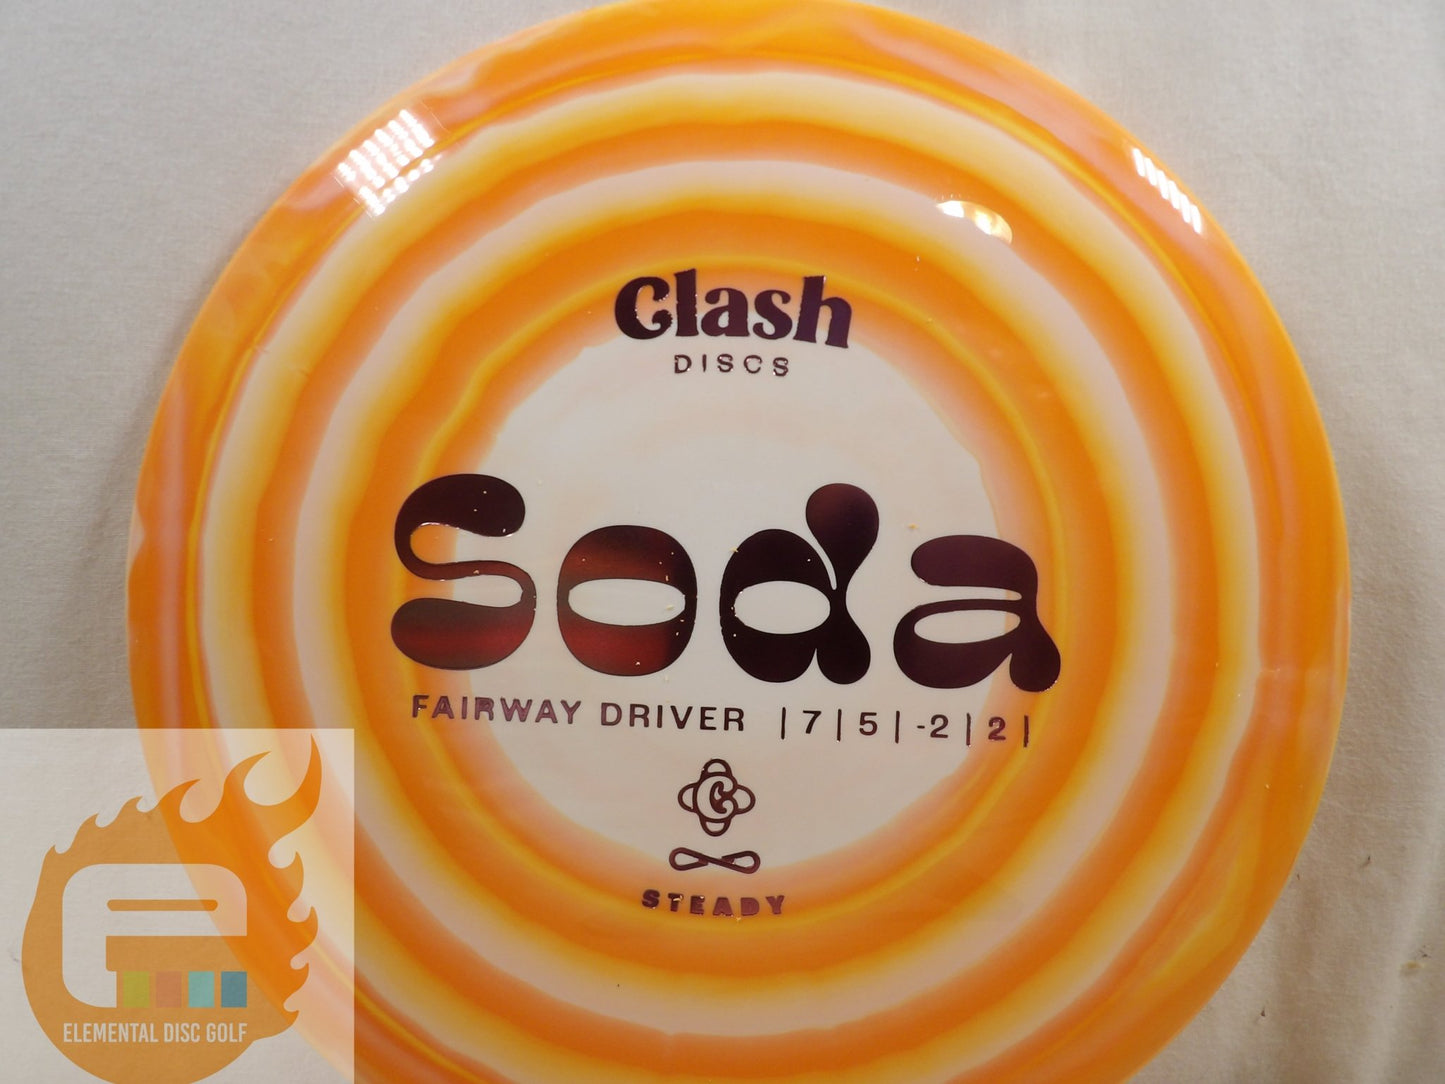 Clash
DISCS
Soda
FAIRWAY DRIVER |7|5|-2|2|
C
STEADY
E
ELEMENTAL DISC GOLF